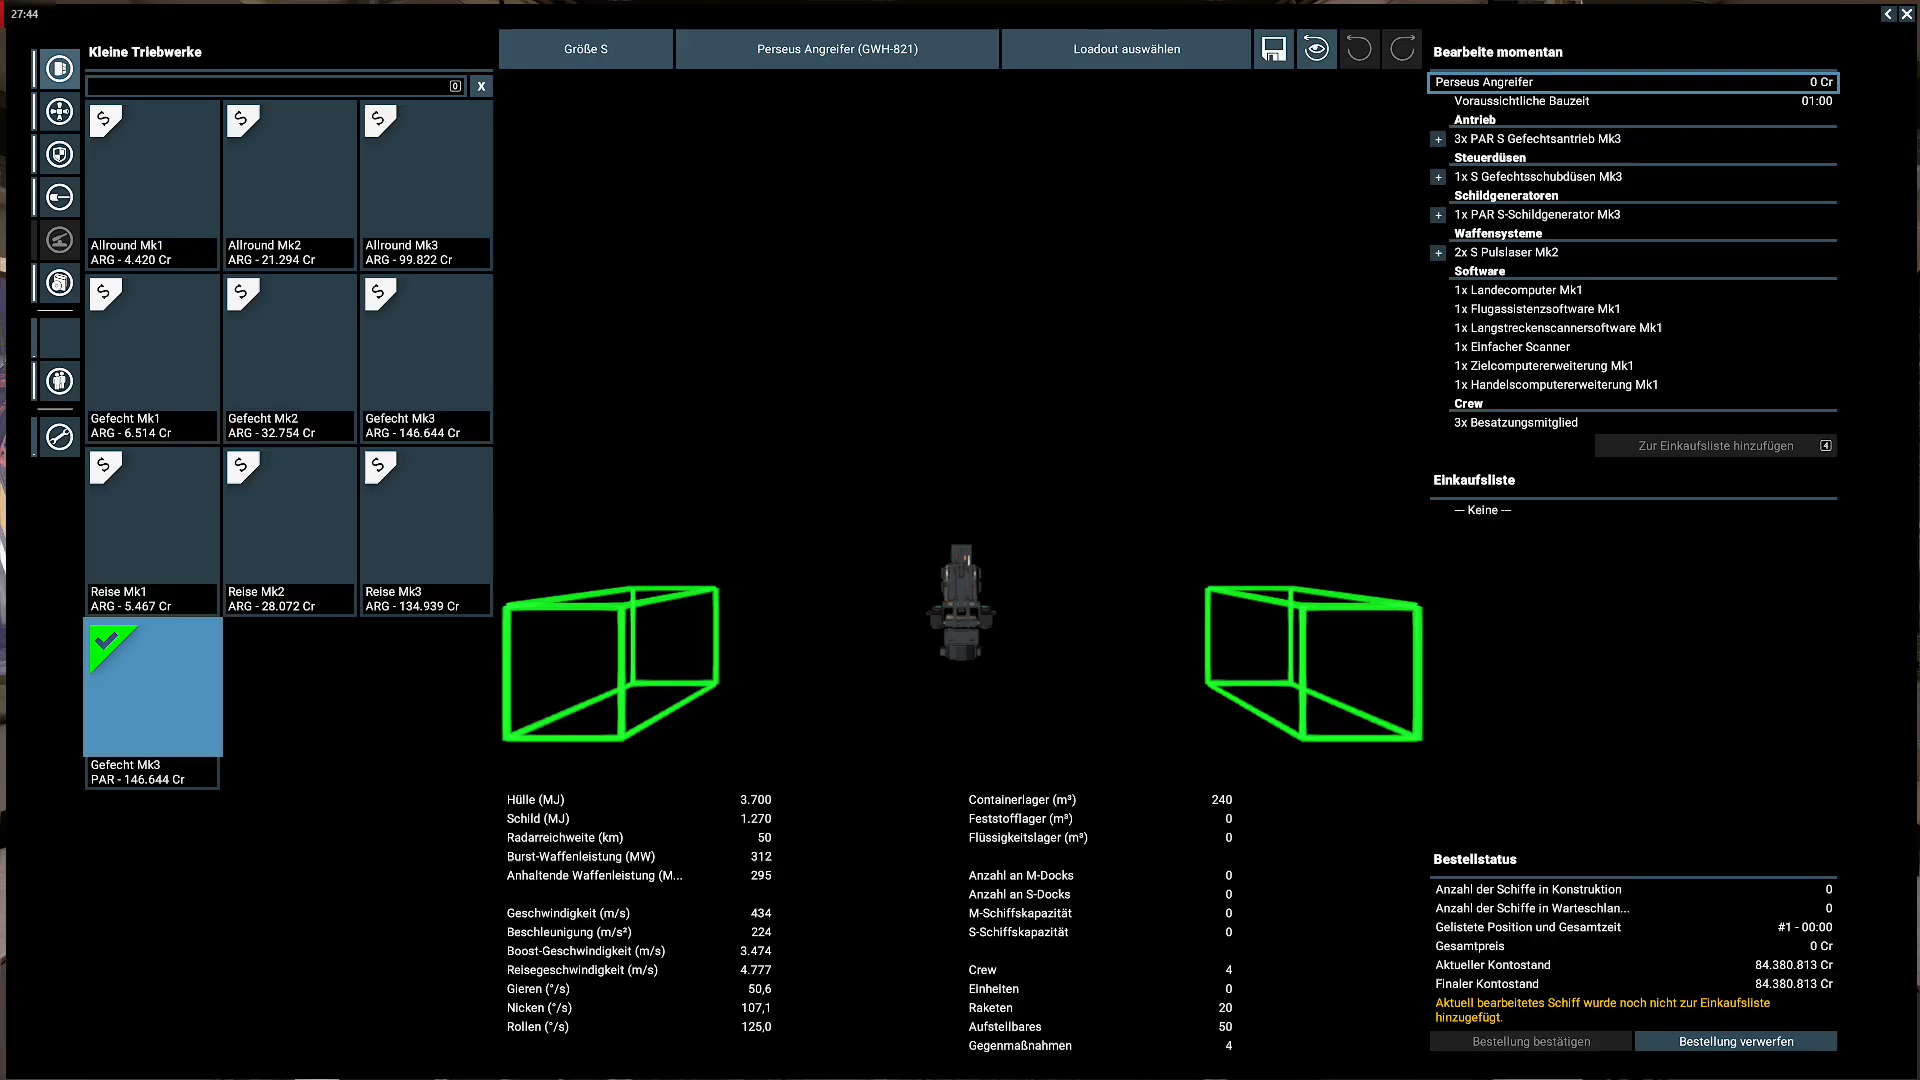 27:44
Kleine Triebwerke
0
X
Allround Mk1
ARG - 4.420 Cr
Allround Mk2
ARG - 21.294 Cr
Allround Mk3
ARG - 99.822 Cr
Gefecht Mk1
ARG - 6.514 Cr
Gefecht Mk2
ARG - 32.754 Cr
Gefecht Mk3
ARG - 146.644 Cr
Reise Mk1
ARG - 5.467 Cr
Reise Mk2
ARG - 28.072 Cr
Reise Mk3
ARG - 134.939 Cr
Gefecht Mk3
PAR - 146.644 Cr
Größe S
Perseus Angreifer (GWH-821)
Loadout auswählen
Hülle (MJ) 3.700
Schild (MJ) 1.270
Radarreichweite (km) 50
Burst-Waffenleistung (MW) 312
Anhaltende Waffenleistung (M... 295
Geschwindigkeit (m/s) 434
Beschleunigung (m/s²) 224
Boost-Geschwindigkeit (m/s) 3.474
Reisegeschwindigkeit (m/s) 4.777
Gieren (°/s) 50,6
Nicken (°/s) 107,1
Rollen (°/s) 125,0
Containerlager (m³) 240
Feststofflager (m³) 0
Flüssigkeitslager (m³) 0
Anzahl an M-Docks 0
Anzahl an S-Docks 0
M-Schiffskapazität 0
S-Schiffskapazität 0
Crew 4
Einheiten 0
Raketen 20
Aufstellbares 50
Gegenmaßnahmen 4
Bearbeite momentan
Perseus Angreifer 0 Cr
Voraussichtliche Bauzeit 01:00
Antrieb
+ 3x PAR S Gefechtsantrieb Mk3
Steuerdüsen
+ 1x S Gefechtsschubdüsen Mk3
Schildgeneratoren
+ 1x PAR S-Schildgenerator Mk3
Waffensysteme
+ 2x S Pulslaser Mk2
Software
1x Landecomputer Mk1
1x Flugassistenzsoftware Mk1
1x Langstreckenscannersoftware Mk1
1x Einfacher Scanner
1x Zielcomputererweiterung Mk1
1x Handelscomputererweiterung Mk1
Crew
3x Besatzungsmitglied
Zur Einkaufsliste hinzufügen 4
Einkaufsliste
— Keine —
Bestellstatus
Anzahl der Schiffe in Konstruktion 0
Anzahl der Schiffe in Warteschlan... 0
Gelistete Position und Gesamtzeit #1 - 00:00
Gesamtpreis 0 Cr
Aktueller Kontostand 84.380.813 Cr
Finaler Kontostand 84.380.813 Cr
Aktuell bearbeitetes Schiff wurde noch nicht zur Einkaufsliste
hinzugefügt.
Bestellung bestätigen
Bestellung verwerfen